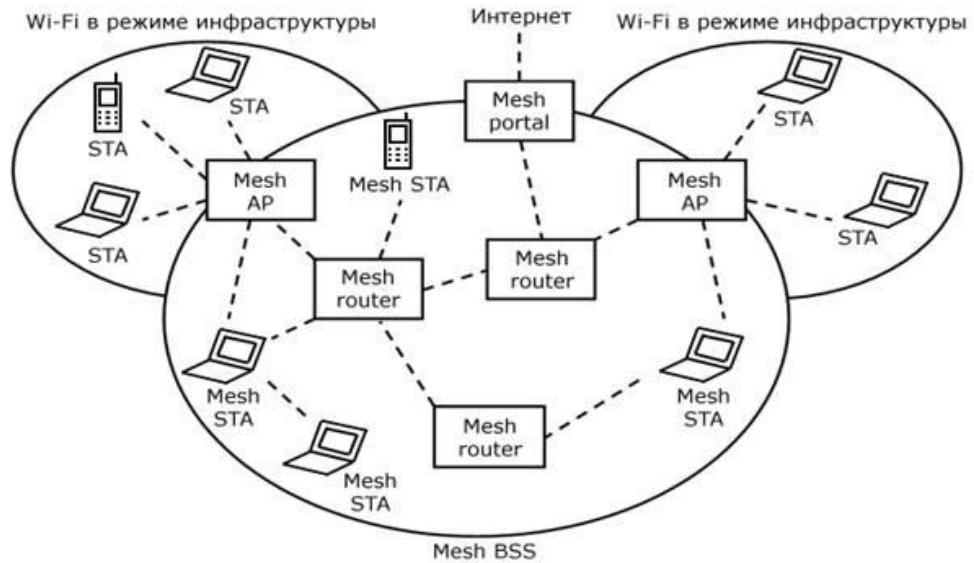 Wi-Fi в режиме инфраструктуры
Интернет
Wi-Fi в режиме инфраструктуры
STA
STA
STA
Mesh
AP
Mesh STA
Mesh
portal
Mesh
AP
STA
STA
Mesh
router
Mesh
router
Mesh
STA
Mesh
STA
Mesh
router
Mesh
STA
Mesh BSS